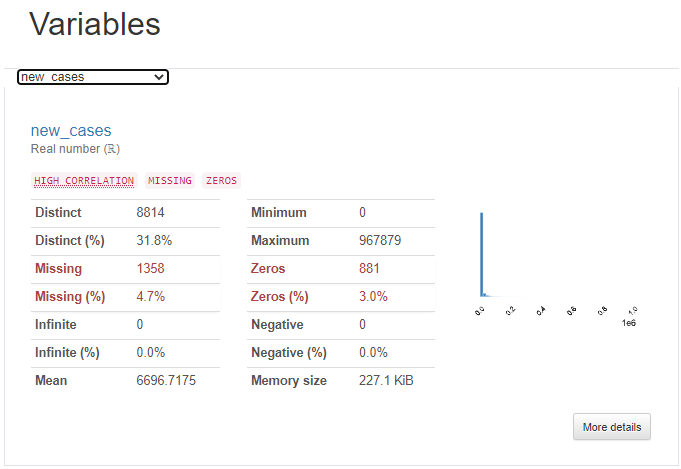 Variables
new_cases
new_cases
Real number (ℝ)
HIGH CORRELATION MISSING ZEROS
Distinct 8814
Distinct (%) 31.8%
Missing 1358
Missing (%) 4.7%
Infinite 0
Infinite (%) 0.0%
Mean 6696.7175
Minimum 0
Maximum 967879
Zeros 881
Zeros (%) 3.0%
Negative 0
Negative (%) 0.0%
Memory size 227.1 KiB
0.0 0.2 0.4 0.6 0.8 1.0
1e6
More details